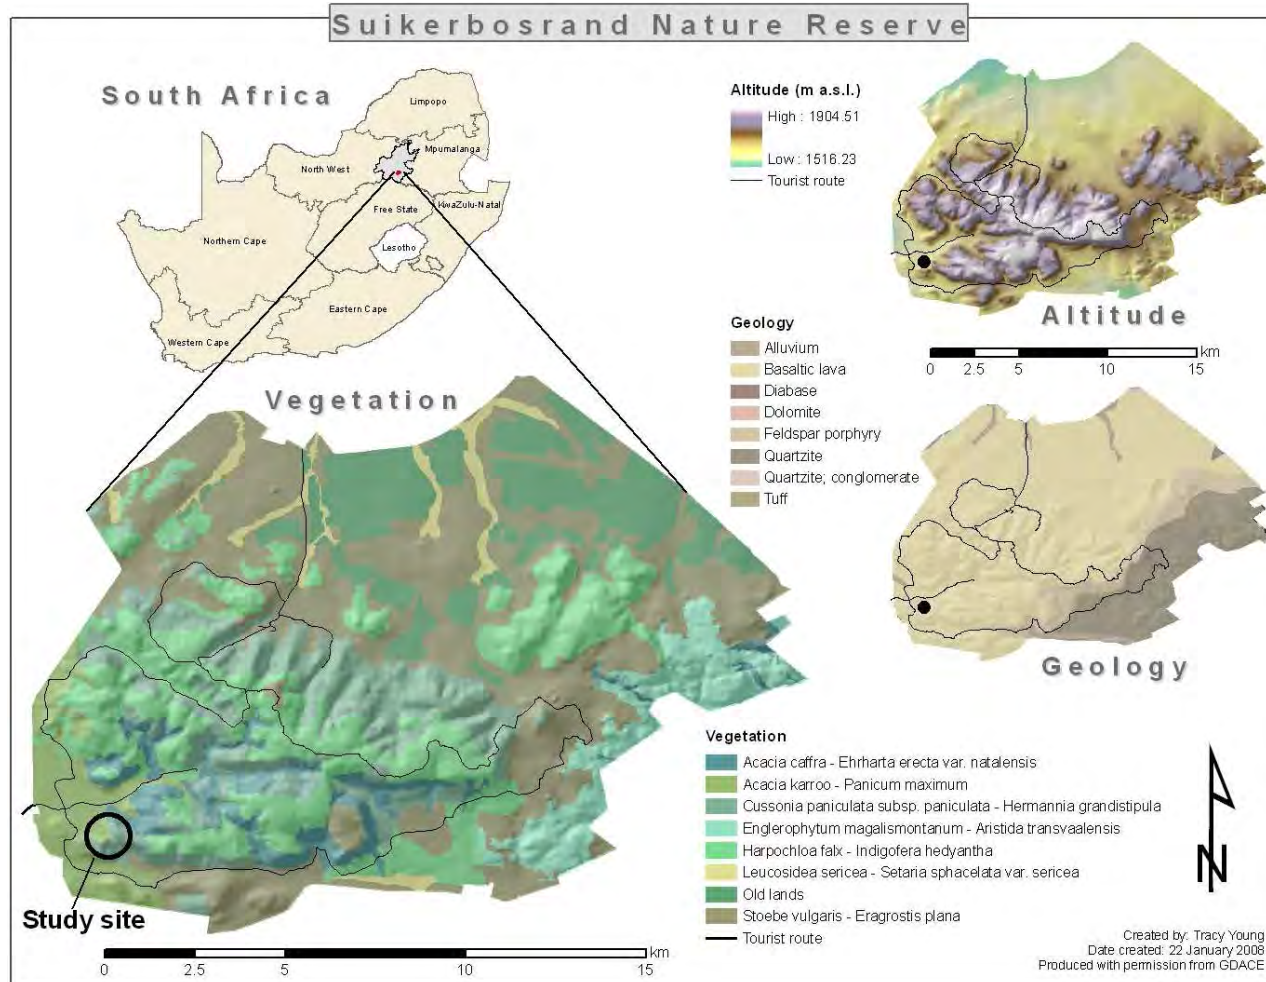 Suikerbosrand Nature Reserve
South Africa
Limpopo
Mpumalanga
North West
KwaZulu-Natal
Free State
Lesotho
Northern Cape
Eastern Cape
Western Cape
Altitude (m a.s.l.)
High : 1904.51
Low : 1516.23
Tourist route
Altitude
km
0 2.5 5 10 15
Geology
Alluvium
Basaltic lava
Diabase
Dolomite
Feldspar porphyry
Quartzite
Quartzite; conglomerate
Tuff
Geology
Vegetation
Study site
km
0 2.5 5 10 15
Vegetation
Acacia caffra - Ehrharta erecta var. natalensis
Acacia karroo - Panicum maximum
Cussonia paniculata subsp. paniculata - Hermannia grandistipula
Englerophytum magalismontanum - Aristida transvaalensis
Harpochloa falx - Indigofera hedyantha
Leucosidea sericea - Setaria sphacelata var. sericea
Old lands
Stoebe vulgaris - Eragrostis plana
Tourist route
N
Created by: Tracy Young
Date created: 22 January 2008
Produced with permission from GDACE